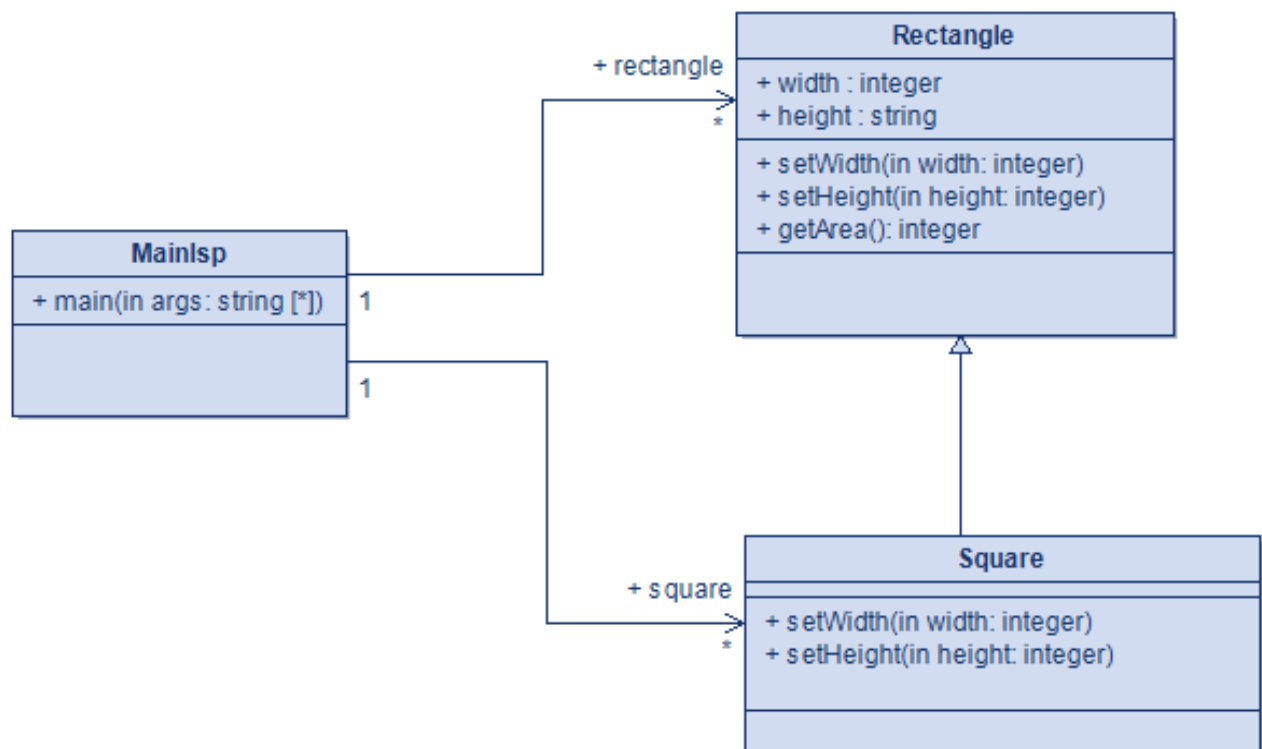 Rectangle
+ rectangle
+ width : integer
+ height : string
*
+ setWidth(in width: integer)
+ setHeight(in height: integer)
+ getArea(): integer
MainIsp
+ main(in args: string [*])
1
1
Square
+ square
+ setWidth(in width: integer)
*
+ setHeight(in height: integer)